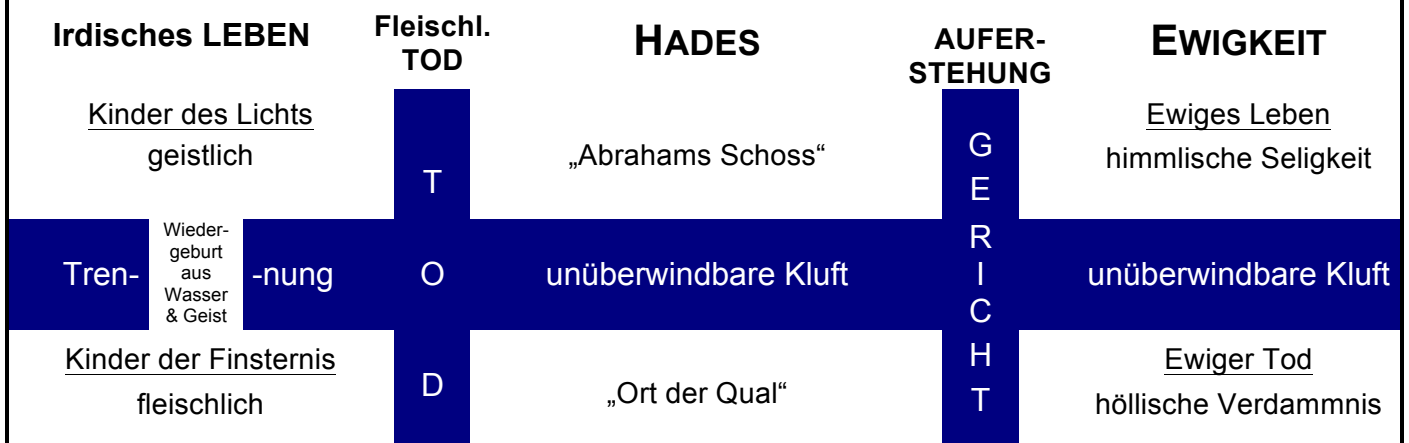 Irdisches LEBEN
Fleischl.
TOD
HADES
AUFER-
STEHUNG
EWIGKEIT
Kinder des Lichts
geistlich
„Abrahams Schoss“
Ewiges Leben
himmlische Seligkeit
Tren-
Wieder-
geburt
aus
Wasser
& Geist
-nung
T
O
D
unüberwindbare Kluft
G
E
R
I
C
H
T
unüberwindbare Kluft
Kinder der Finsternis
fleischlich
„Ort der Qual“
Ewiger Tod
höllische Verdammnis